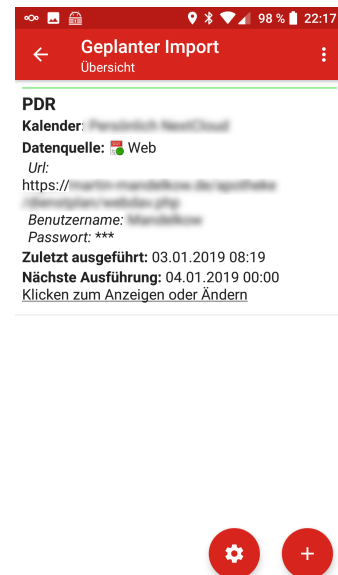 98 % 22:17
Geplanter Import
Übersicht
PDR
Kalender:
Datenquelle: Web
Url:
https://
Benutzername:
Passwort: ***
Zuletzt ausgeführt: 03.01.2019 08:19
Nächste Ausführung: 04.01.2019 00:00
Klicken zum Anzeigen oder Ändern